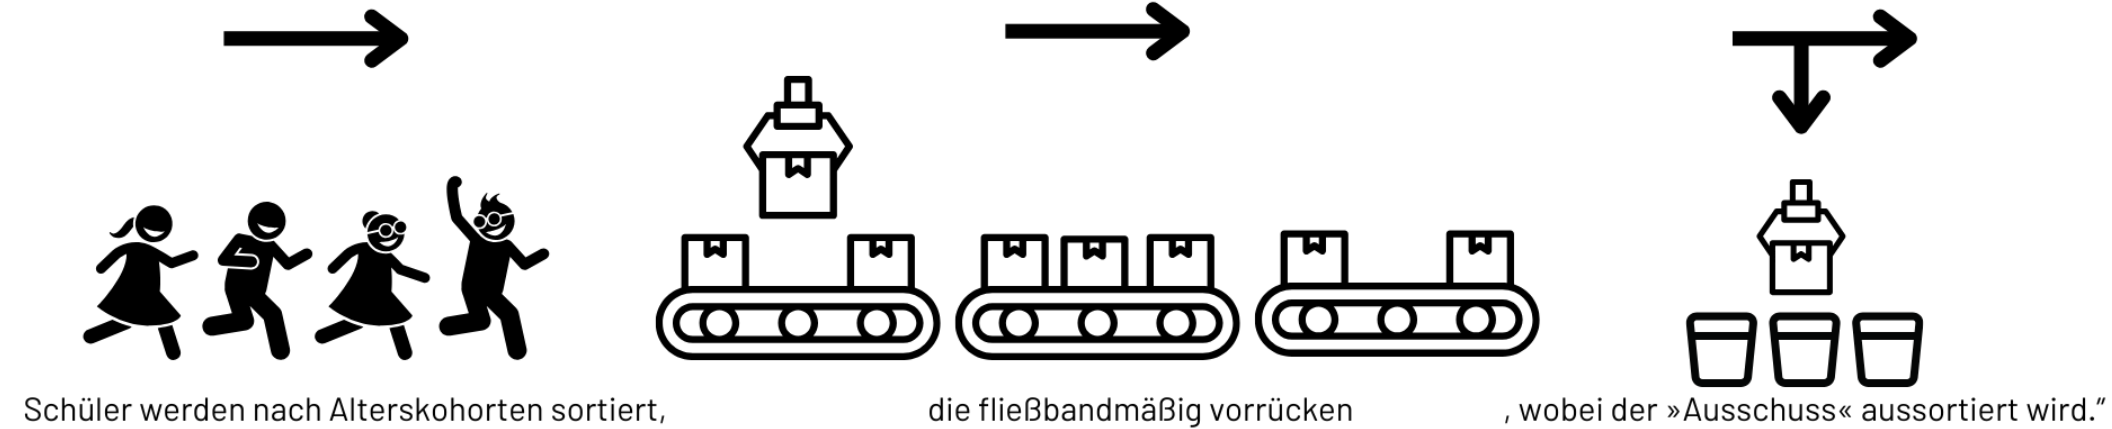 Schüler werden nach Alterskohorten sortiert, die fließbandmäßig vorrücken , wobei der »Ausschuss« aussortiert wird.”